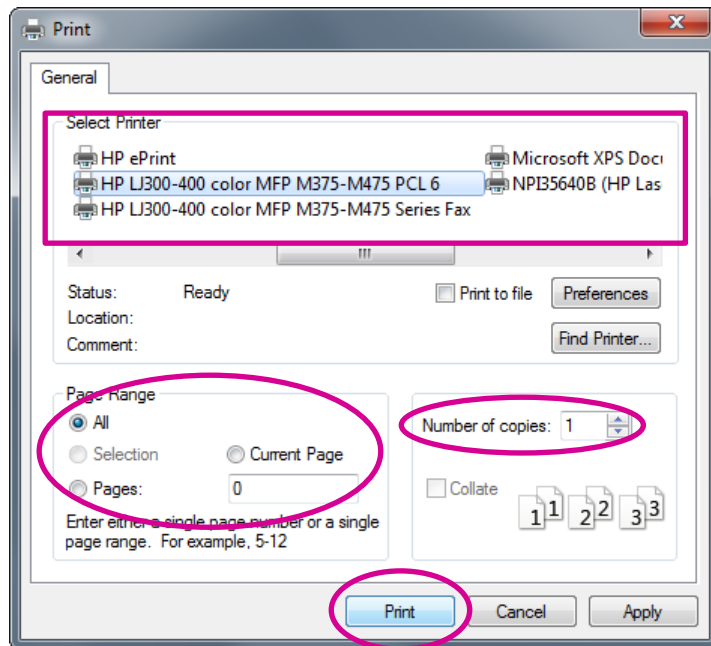 Print
General
Select Printer
HP ePrint
Microsoft XPS Docu
HP LJ300-400 color MFP M375-M475 PCL 6
NPI35640B (HP Las
HP LJ300-400 color MFP M375-M475 Series Fax
Status: Ready
Print to file
Preferences
Location:
Comment:
Find Printer...
Page Range
All
Selection
Current Page
Pages: 0
Enter either a single page number or a single
page range. For example, 5-12
Number of copies: 1
Collate
1 1 2 2 3 3
Print Cancel Apply